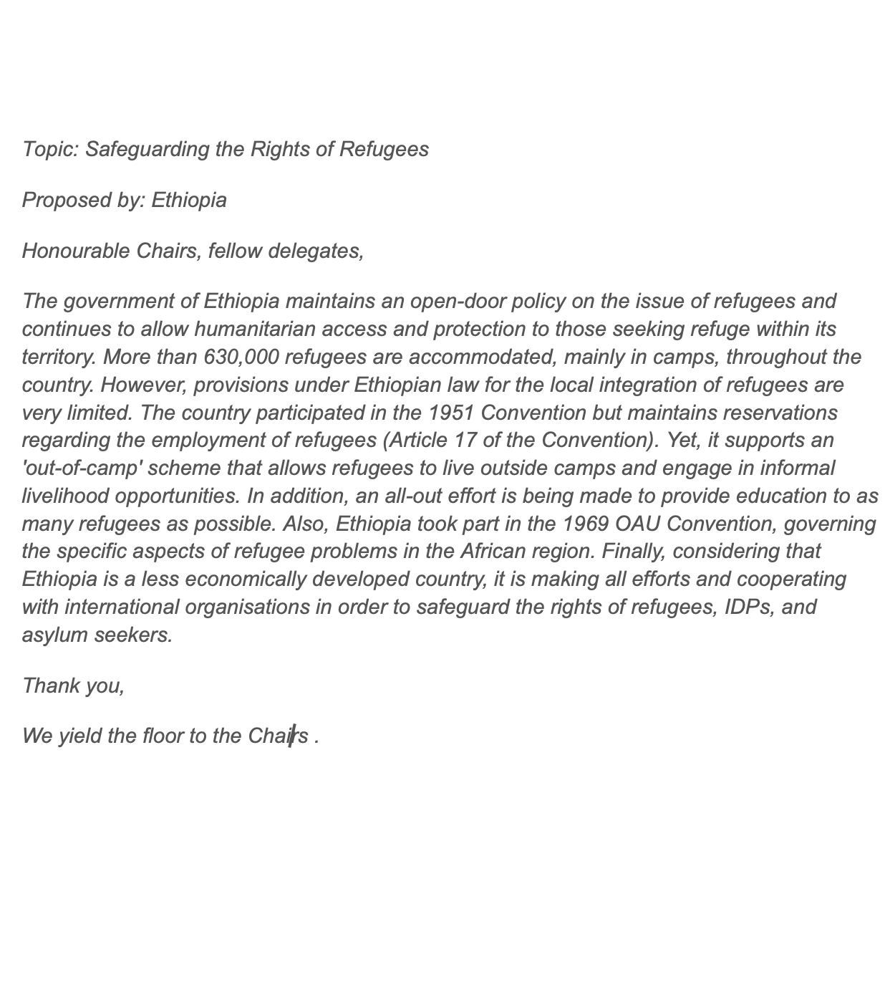 Topic: Safeguarding the Rights of Refugees
Proposed by: Ethiopia
Honourable Chairs, fellow delegates,
The government of Ethiopia maintains an open-door policy on the issue of refugees and
continues to allow humanitarian access and protection to those seeking refuge within its
territory. More than 630,000 refugees are accommodated, mainly in camps, throughout the
country. However, provisions under Ethiopian law for the local integration of refugees are
very limited. The country participated in the 1951 Convention but maintains reservations
regarding the employment of refugees (Article 17 of the Convention). Yet, it supports an
'out-of-camp' scheme that allows refugees to live outside camps and engage in informal
livelihood opportunities. In addition, an all-out effort is being made to provide education to as
many refugees as possible. Also, Ethiopia took part in the 1969 OAU Convention, governing
the specific aspects of refugee problems in the African region. Finally, considering that
Ethiopia is a less economically developed country, it is making all efforts and cooperating
with international organisations in order to safeguard the rights of refugees, IDPs, and
asylum seekers.
Thank you,
We yield the floor to the Chairs .